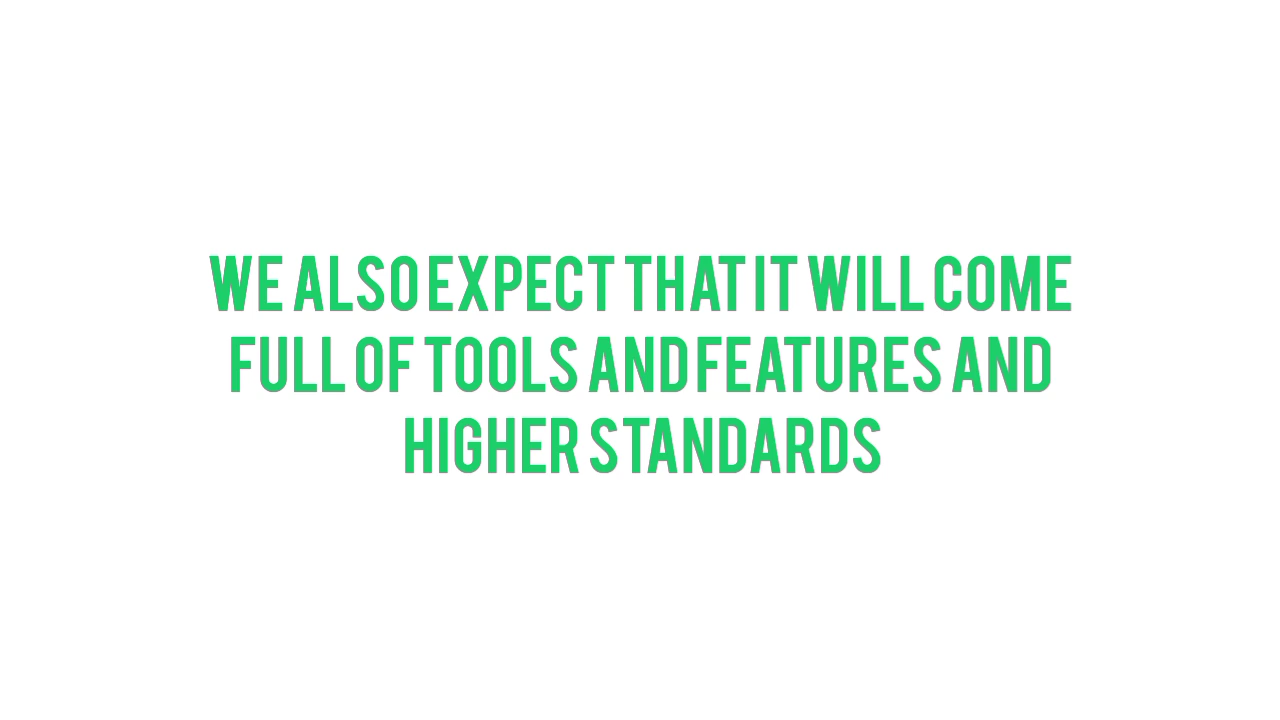 WE ALSO EXPECT THAT IT WILL COME
FULL OF TOOLS AND FEATURES AND
HIGHER STANDARDS